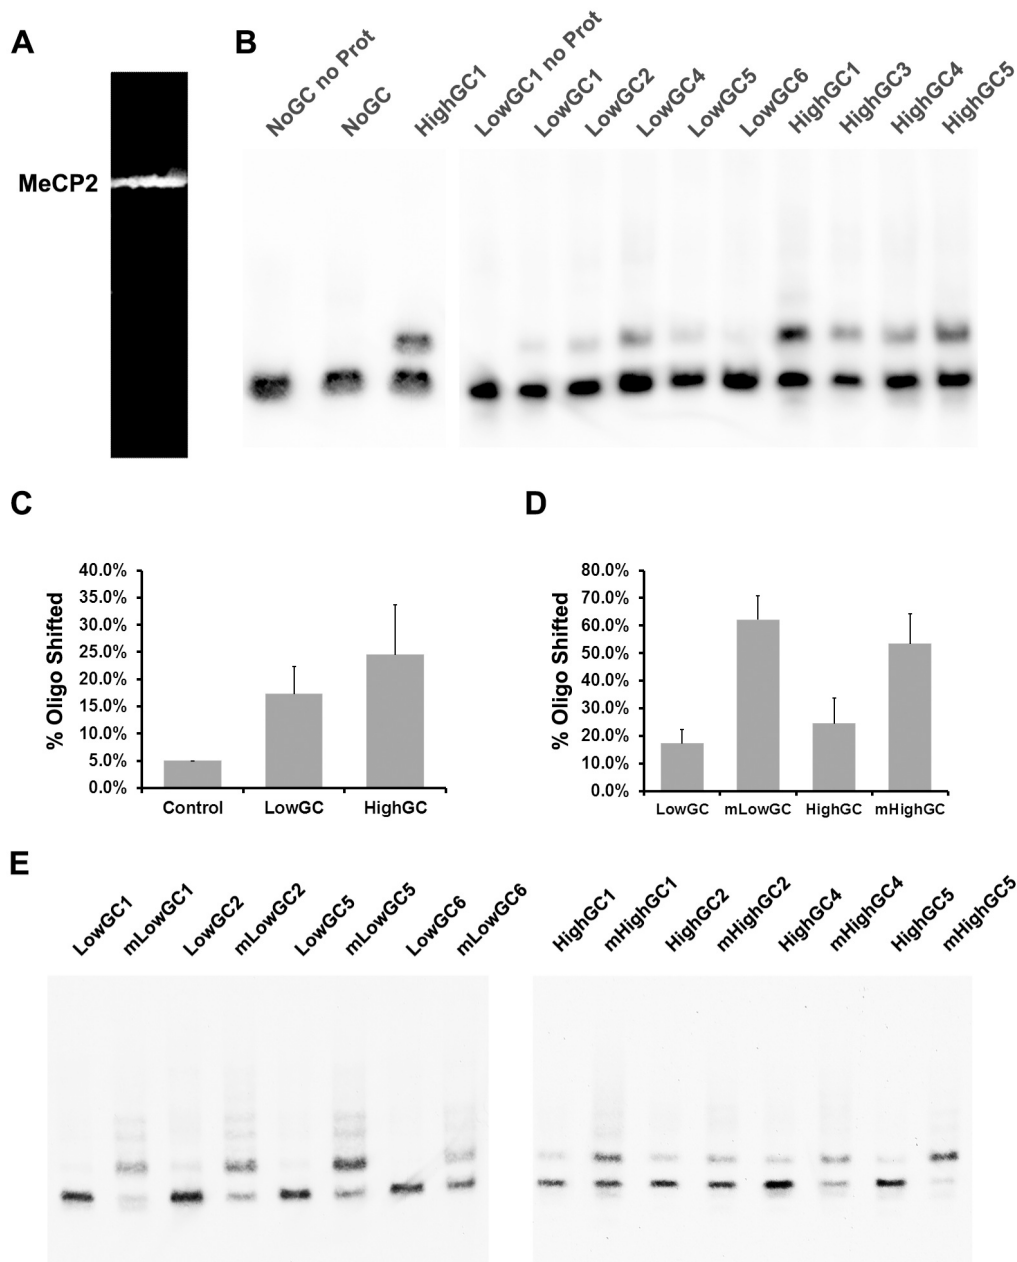 A
MeCP2
B
NoGC no Prot
NoGC
HighGC1
LowGC1 no Prot
LowGC1
LowGC2
LowGC4
LowGC5
LowGC6
HighGC1
HighGC3
HighGC4
HighGC5
C
% Oligo Shifted
40.0%
35.0%
30.0%
25.0%
20.0%
15.0%
10.0%
5.0%
0.0%
Control
LowGC
HighGC
D
% Oligo Shifted
80.0%
70.0%
60.0%
50.0%
40.0%
30.0%
20.0%
10.0%
0.0%
LowGC
mLowGC
HighGC
mHighGC
E
LowGC1
mLowGC1
LowGC2
mLowGC2
LowGC5
mLowGC5
LowGC6
mLowGC6
HighGC1
mHighGC1
HighGC2
mHighGC2
HighGC4
mHighGC4
HighGC5
mHighGC5